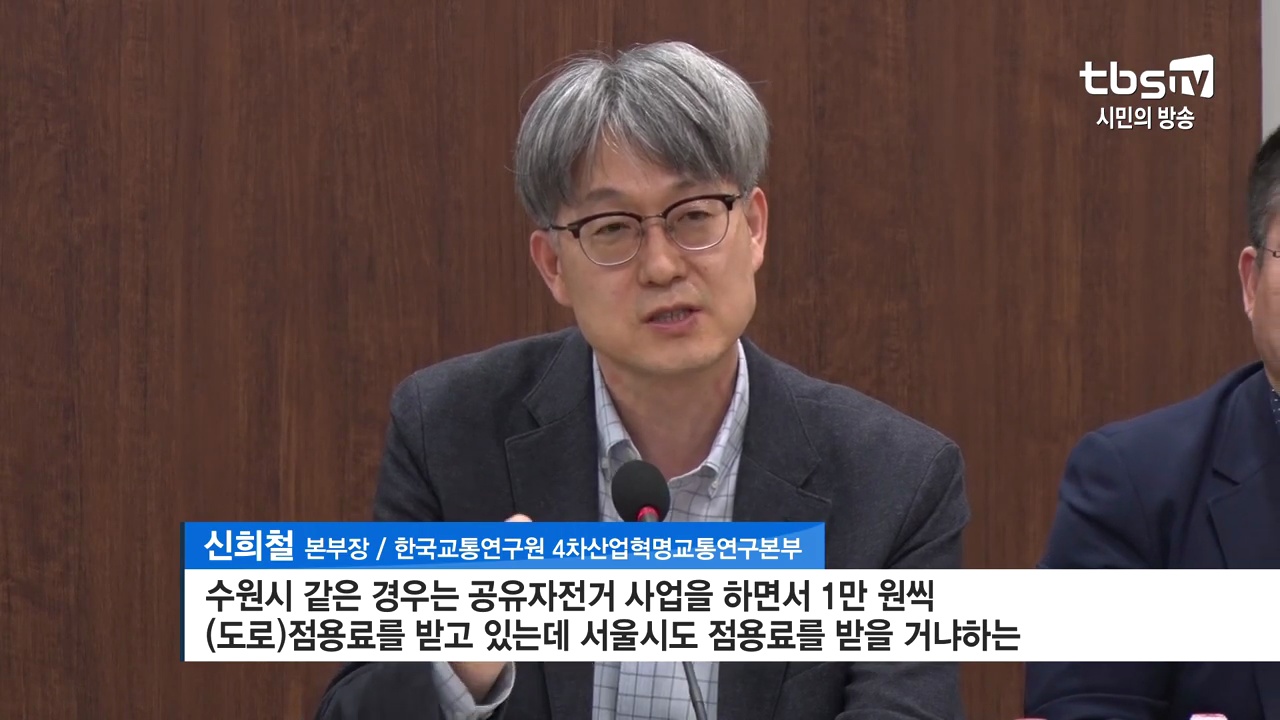 tbs TV
시민의 방송
신희철 본부장 / 한국교통연구원 4차산업혁명교통연구본부
수원시 같은 경우는 공유자전거 사업을 하면서 1만 원씩
(도로)점용료를 받고 있는데 서울시도 점용료를 받을 거냐하는